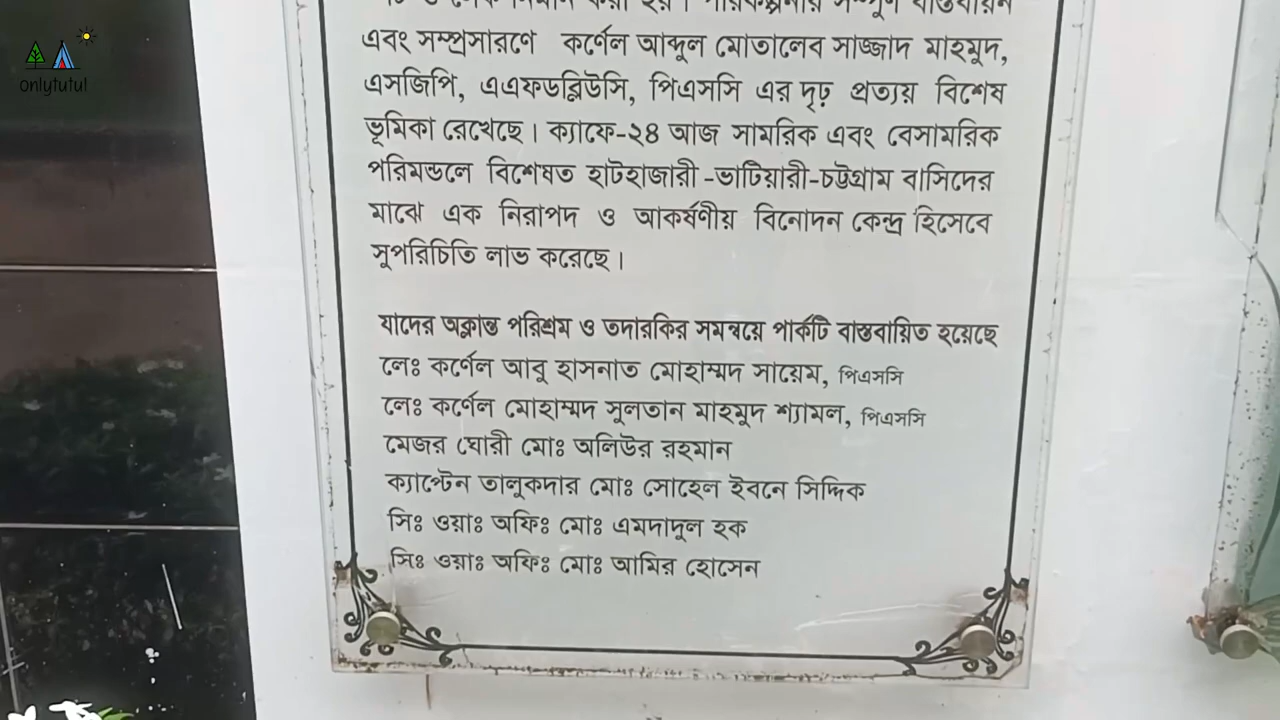 onlytutul
এবং সম্প্রসারণে কর্ণেল আব্দুল মোতালেব সাজ্জাদ মাহমুদ,
এসজিপি, এএফডব্লিউসি, পিএসসি এর দৃঢ় প্রত্যয় বিশেষ
ভূমিকা রেখেছে। ক্যাফে-২৪ আজ সামরিক এবং বেসামরিক
পরিমন্ডলে বিশেষত হাটহাজারী -ভাটিয়ারী-চট্টগ্রাম বাসিদের
মাঝে এক নিরাপদ ও আকর্ষণীয় বিনোদন কেন্দ্র হিসেবে
সুপরিচিতি লাভ করেছে।
যাদের অক্লান্ত পরিশ্রম ও তদারকির সমন্বয়ে পার্কটি বাস্তবায়িত হয়েছে
লেঃ কর্ণেল আবু হাসনাত মোহাম্মদ সায়েম, পিএসসি
লেঃ কর্ণেল মোহাম্মদ সুলতান মাহমুদ শ্যামল, পিএসসি
মেজর ঘোরী মোঃ অলিউর রহমান
ক্যাপ্টেন তালুকদার মোঃ সোহেল ইবনে সিদ্দিক
সিঃ ওয়াঃ অফিঃ মোঃ এমদাদুল হক
সিঃ ওয়াঃ অফিঃ মোঃ আমির হোসেন